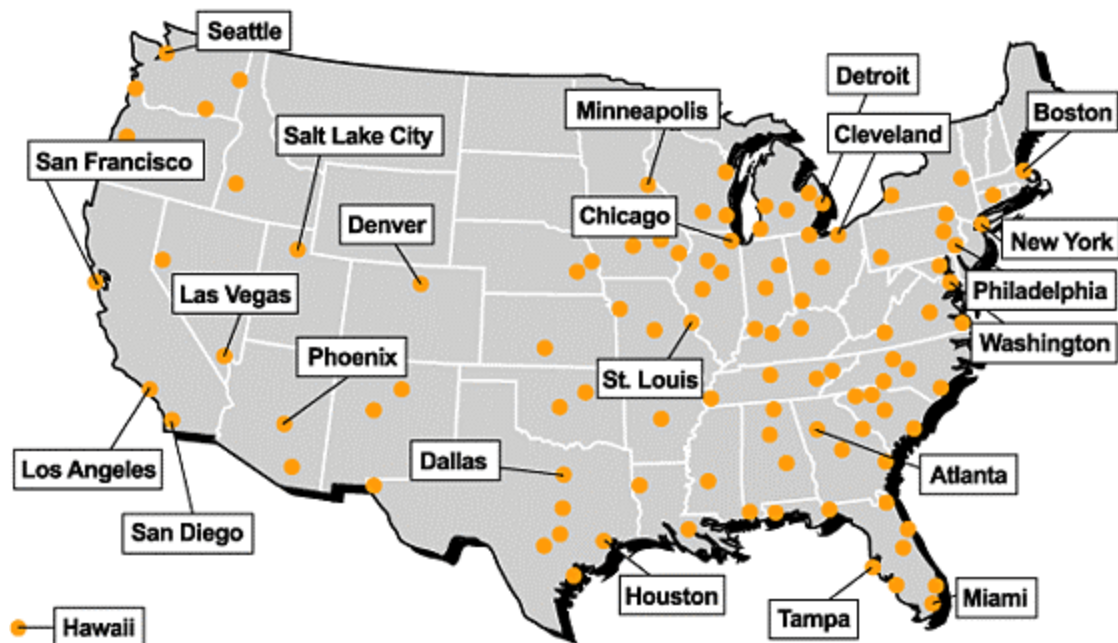 Seattle
Detroit
Minneapolis
Boston
Salt Lake City
Cleveland
San Francisco
Denver
Chicago
New York
Las Vegas
Philadelphia
Phoenix
Washington
St. Louis
Los Angeles
Dallas
Atlanta
San Diego
Houston
Miami
Tampa
Hawaii